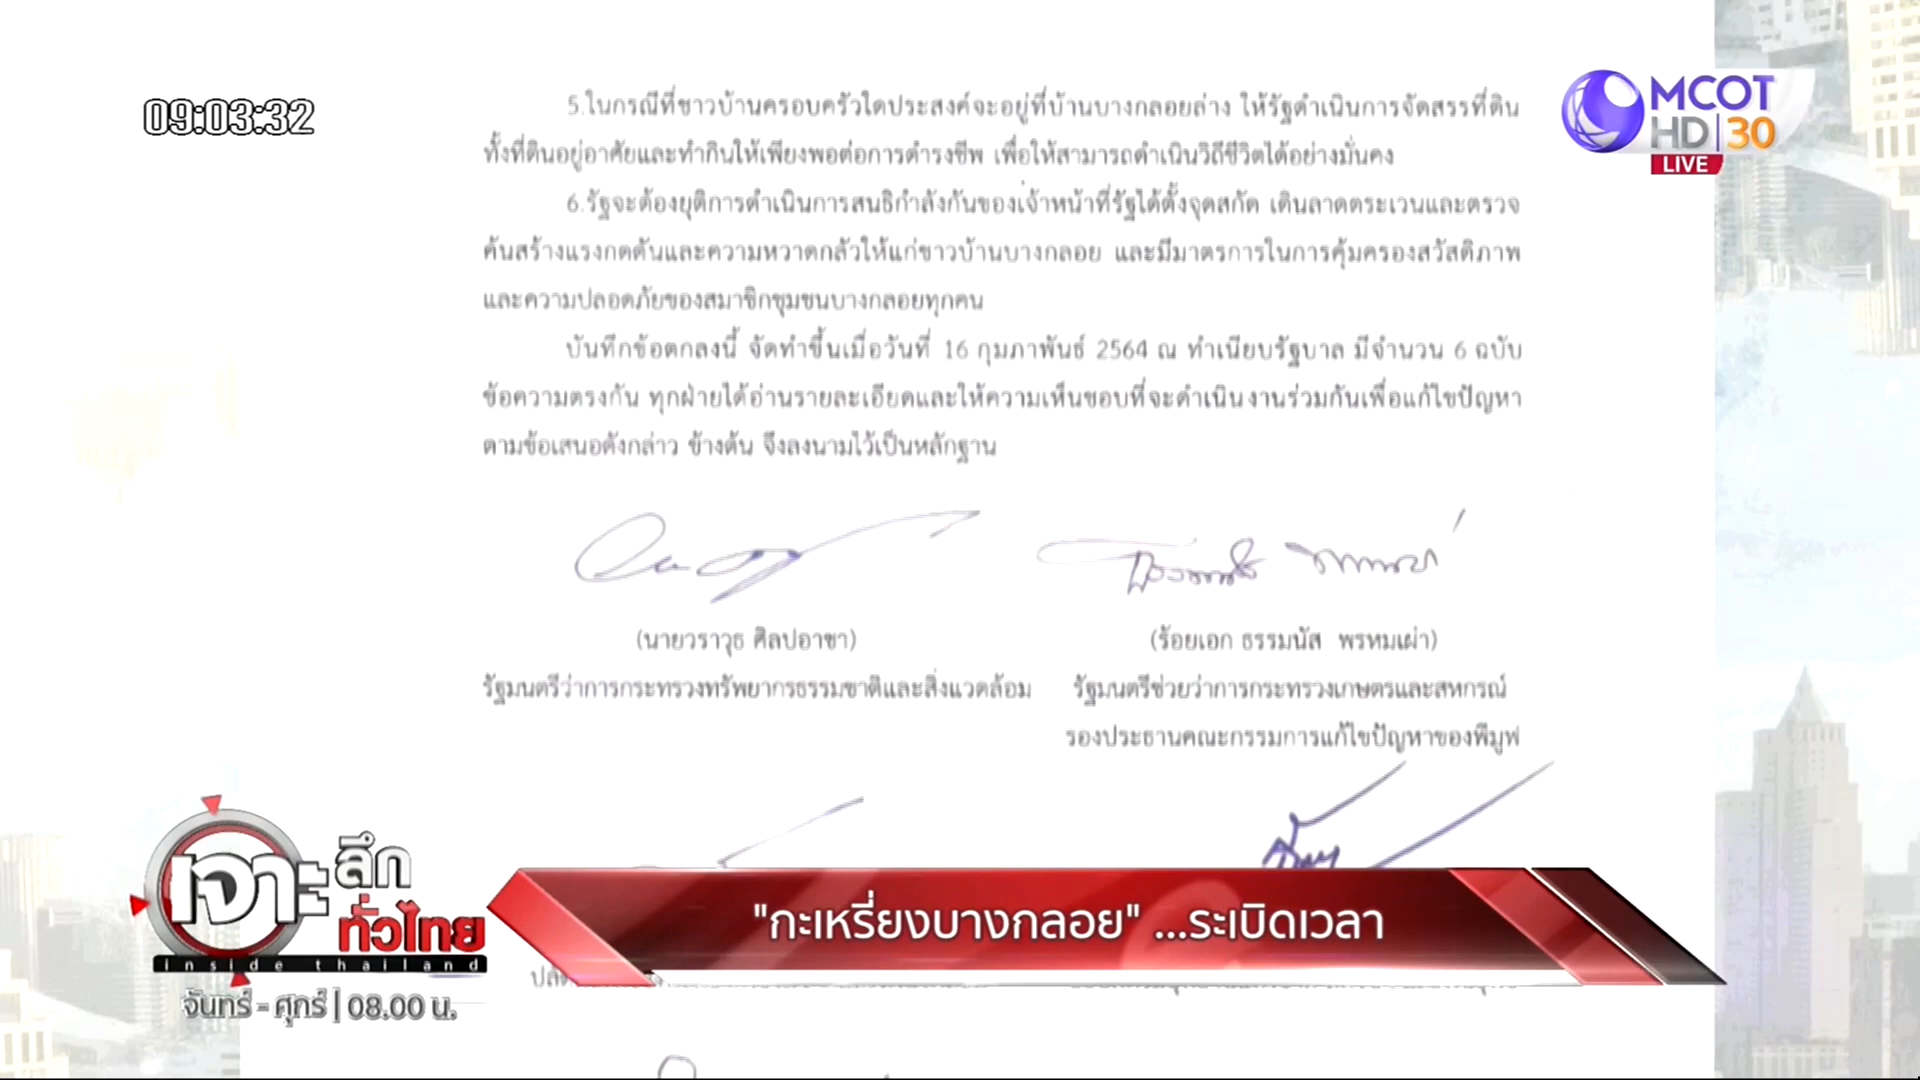 09:03:32
MCOT
HD 30
LIVE
5.ในกรณีที่ชาวบ้านครอบครัวใดประสงค์จะอยู่ที่บ้านบางกลอยล่าง ให้รัฐดำเนินการจัดสรรที่ดิน
ทั้งที่ดินอยู่อาศัยและทำกินให้เพียงพอต่อการดำรงชีพ เพื่อให้สามารถดำเนินวิถีชีวิตได้อย่างมั่นคง
6.รัฐจะต้องยุติการดำเนินการสนธิกำลังกันของเจ้าหน้าที่รัฐได้ตั้งจุดสกัด เดินลาดตระเวนและตรวจ
ค้นสร้างแรงกดดันและความหวาดกลัวให้แก่ชาวบ้านบางกลอย และมีมาตรการในการคุ้มครองสวัสดิภาพ
และความปลอดภัยของสมาชิกชุมชนบางกลอยทุกคน
บันทึกข้อตกลงนี้ จัดทำขึ้นเมื่อวันที่ 16 กุมภาพันธ์ 2564 ณ ทำเนียบรัฐบาล มีจำนวน 6 ฉบับ
ข้อความตรงกัน ทุกฝ่ายได้อ่านรายละเอียดและให้ความเห็นชอบที่จะดำเนินงานร่วมกันเพื่อแก้ไขปัญหา
ตามข้อเสนอดังกล่าว ข้างต้น จึงลงนามไว้เป็นหลักฐาน
(นายวราวุธ ศิลปอาชา) (ร้อยเอก ธรรมนัส พรหมเผ่า)
รัฐมนตรีว่าการกระทรวงทรัพยากรธรรมชาติและสิ่งแวดล้อม รัฐมนตรีช่วยว่าการกระทรวงเกษตรและสหกรณ์
รองประธานคณะกรรมการแก้ไขปัญหาของพีมูฟ
เจาะลึก
ทั่วไทย
inside thailand
จันทร์ - ศุกร์ | 08.00 น.
"กะเหรี่ยงบางกลอย" ...ระเบิดเวลา